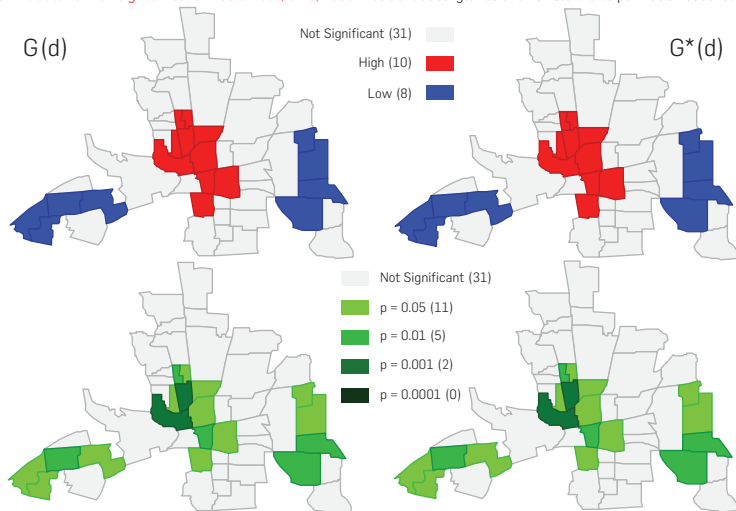 G(d)
Not Significant (31)
High (10)
Low (8)
G*(d)
Not Significant (31)
p = 0.05 (11)
p = 0.01 (5)
p = 0.001 (2)
p = 0.0001 (0)